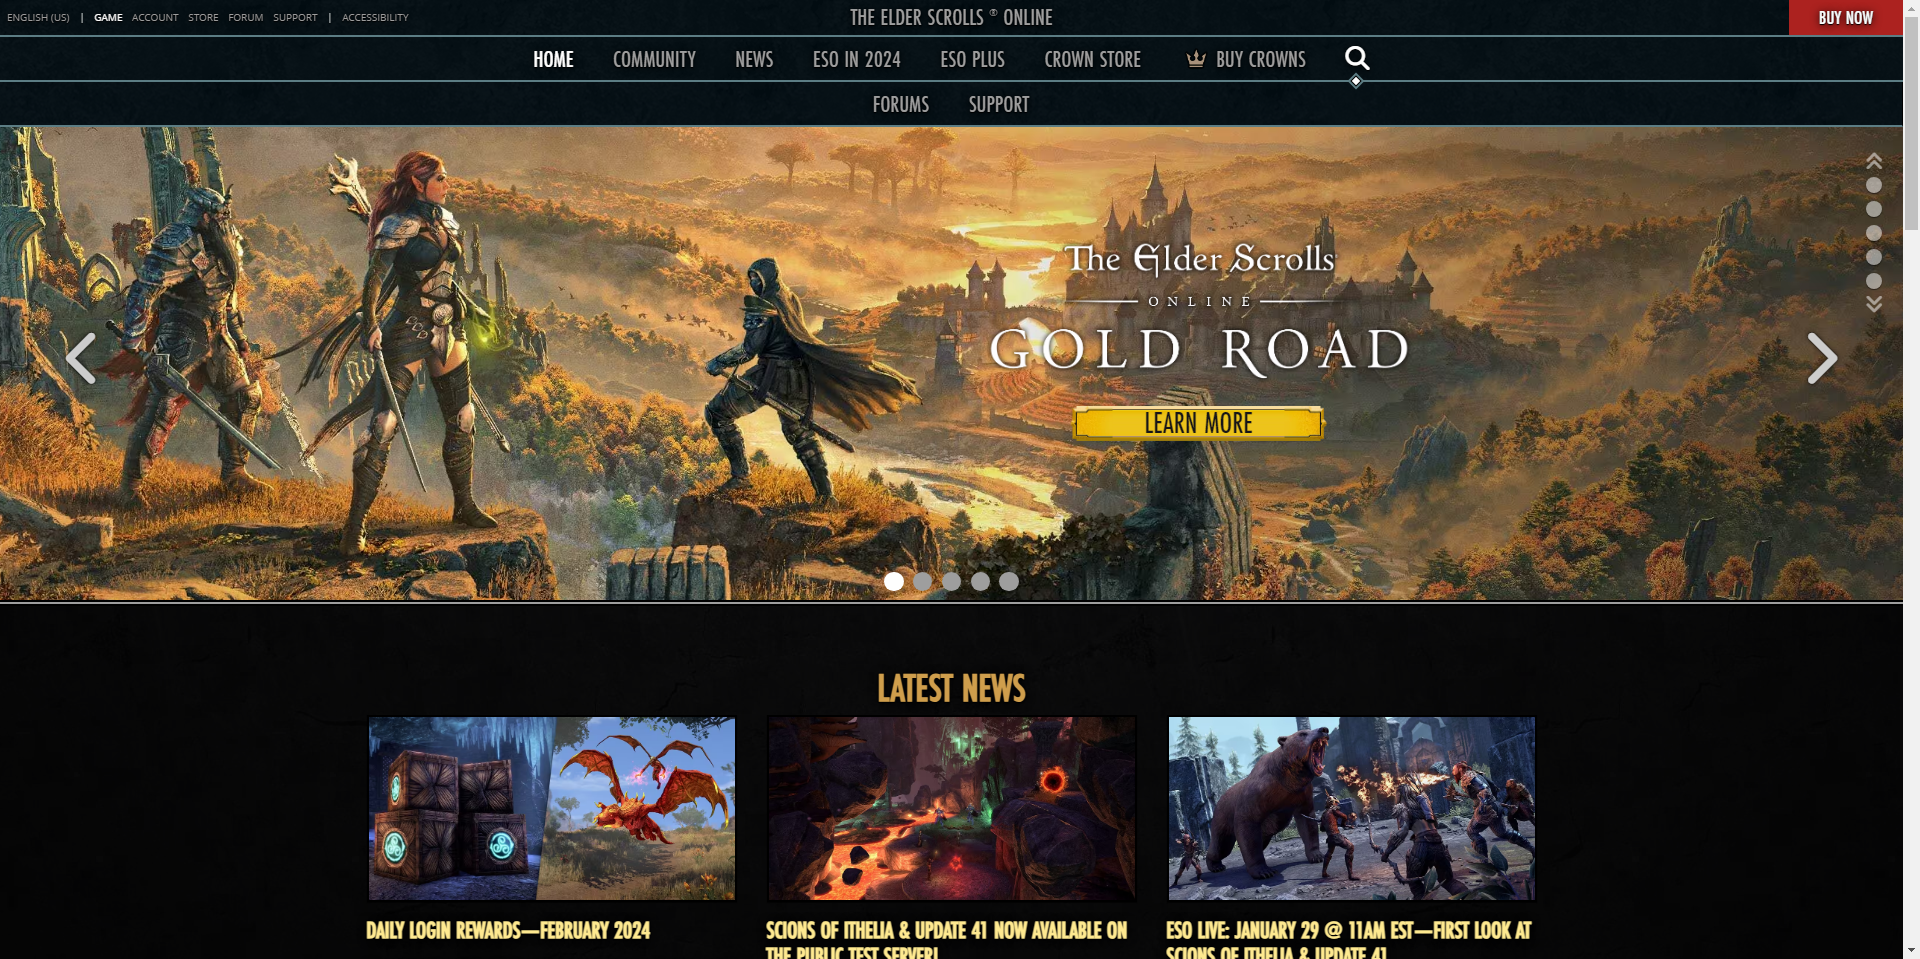 ENGLISH (US) | GAME ACCOUNT STORE FORUM SUPPORT | ACCESSIBILITY
THE ELDER SCROLLS ® ONLINE
BUY NOW
HOME COMMUNITY NEWS ESO IN 2024 ESO PLUS CROWN STORE BUY CROWNS
FORUMS SUPPORT
The Elder Scrolls
ONLINE
GOLD ROAD
LEARN MORE
LATEST NEWS
DAILY LOGIN REWARDS—FEBRUARY 2024
SCIONS OF ITHELIA & UPDATE 41 NOW AVAILABLE ON
THE PUBLIC TEST SERVER!
ESO LIVE: JANUARY 29 @ 11AM EST—FIRST LOOK AT
SCIONS OF ITHELIA & UPDATE 41